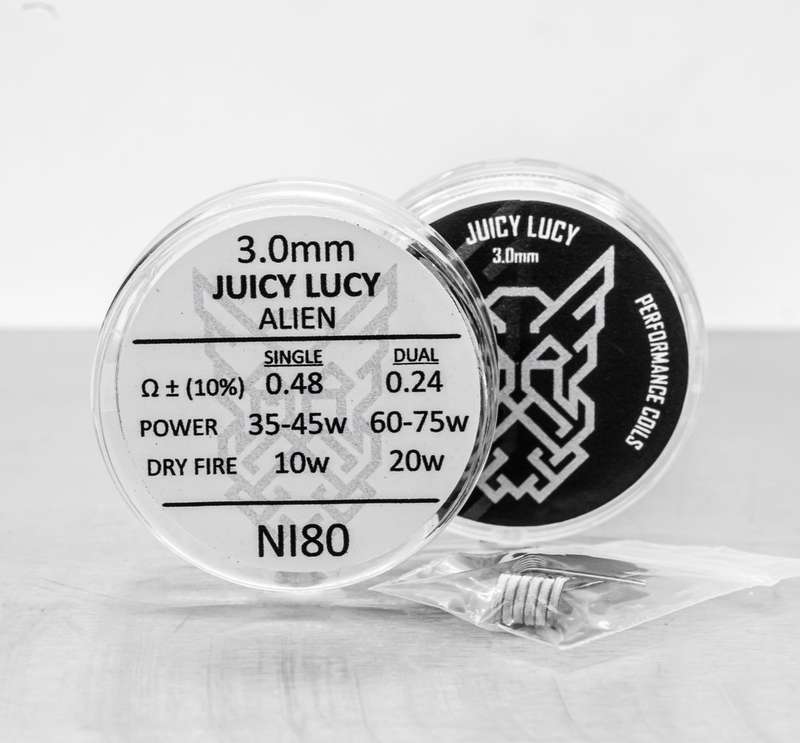 3.0mm
JUICY LUCY
ALIEN
SINGLE DUAL
Ω ± (10%) 0.48 0.24
POWER 35-45w 60-75w
DRY FIRE 10w 20w
NI80
JUICY LUCY
3.0mm
PERFORMANCE COILS